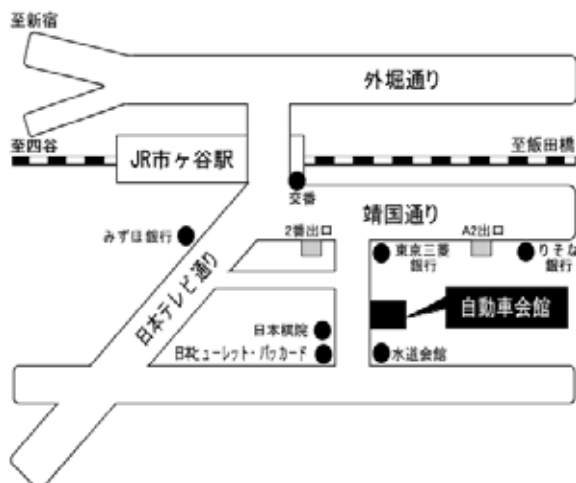 至新宿
外堀通り
至四谷
JR市ヶ谷駅
至飯田橋
交番
靖国通り
みずほ銀行
2番出口
A2出口
東京三菱
銀行
りそな
銀行
日本テレビ通り
自動車会館
日本棋院
日本ヒューレット・パッカード
水道会館